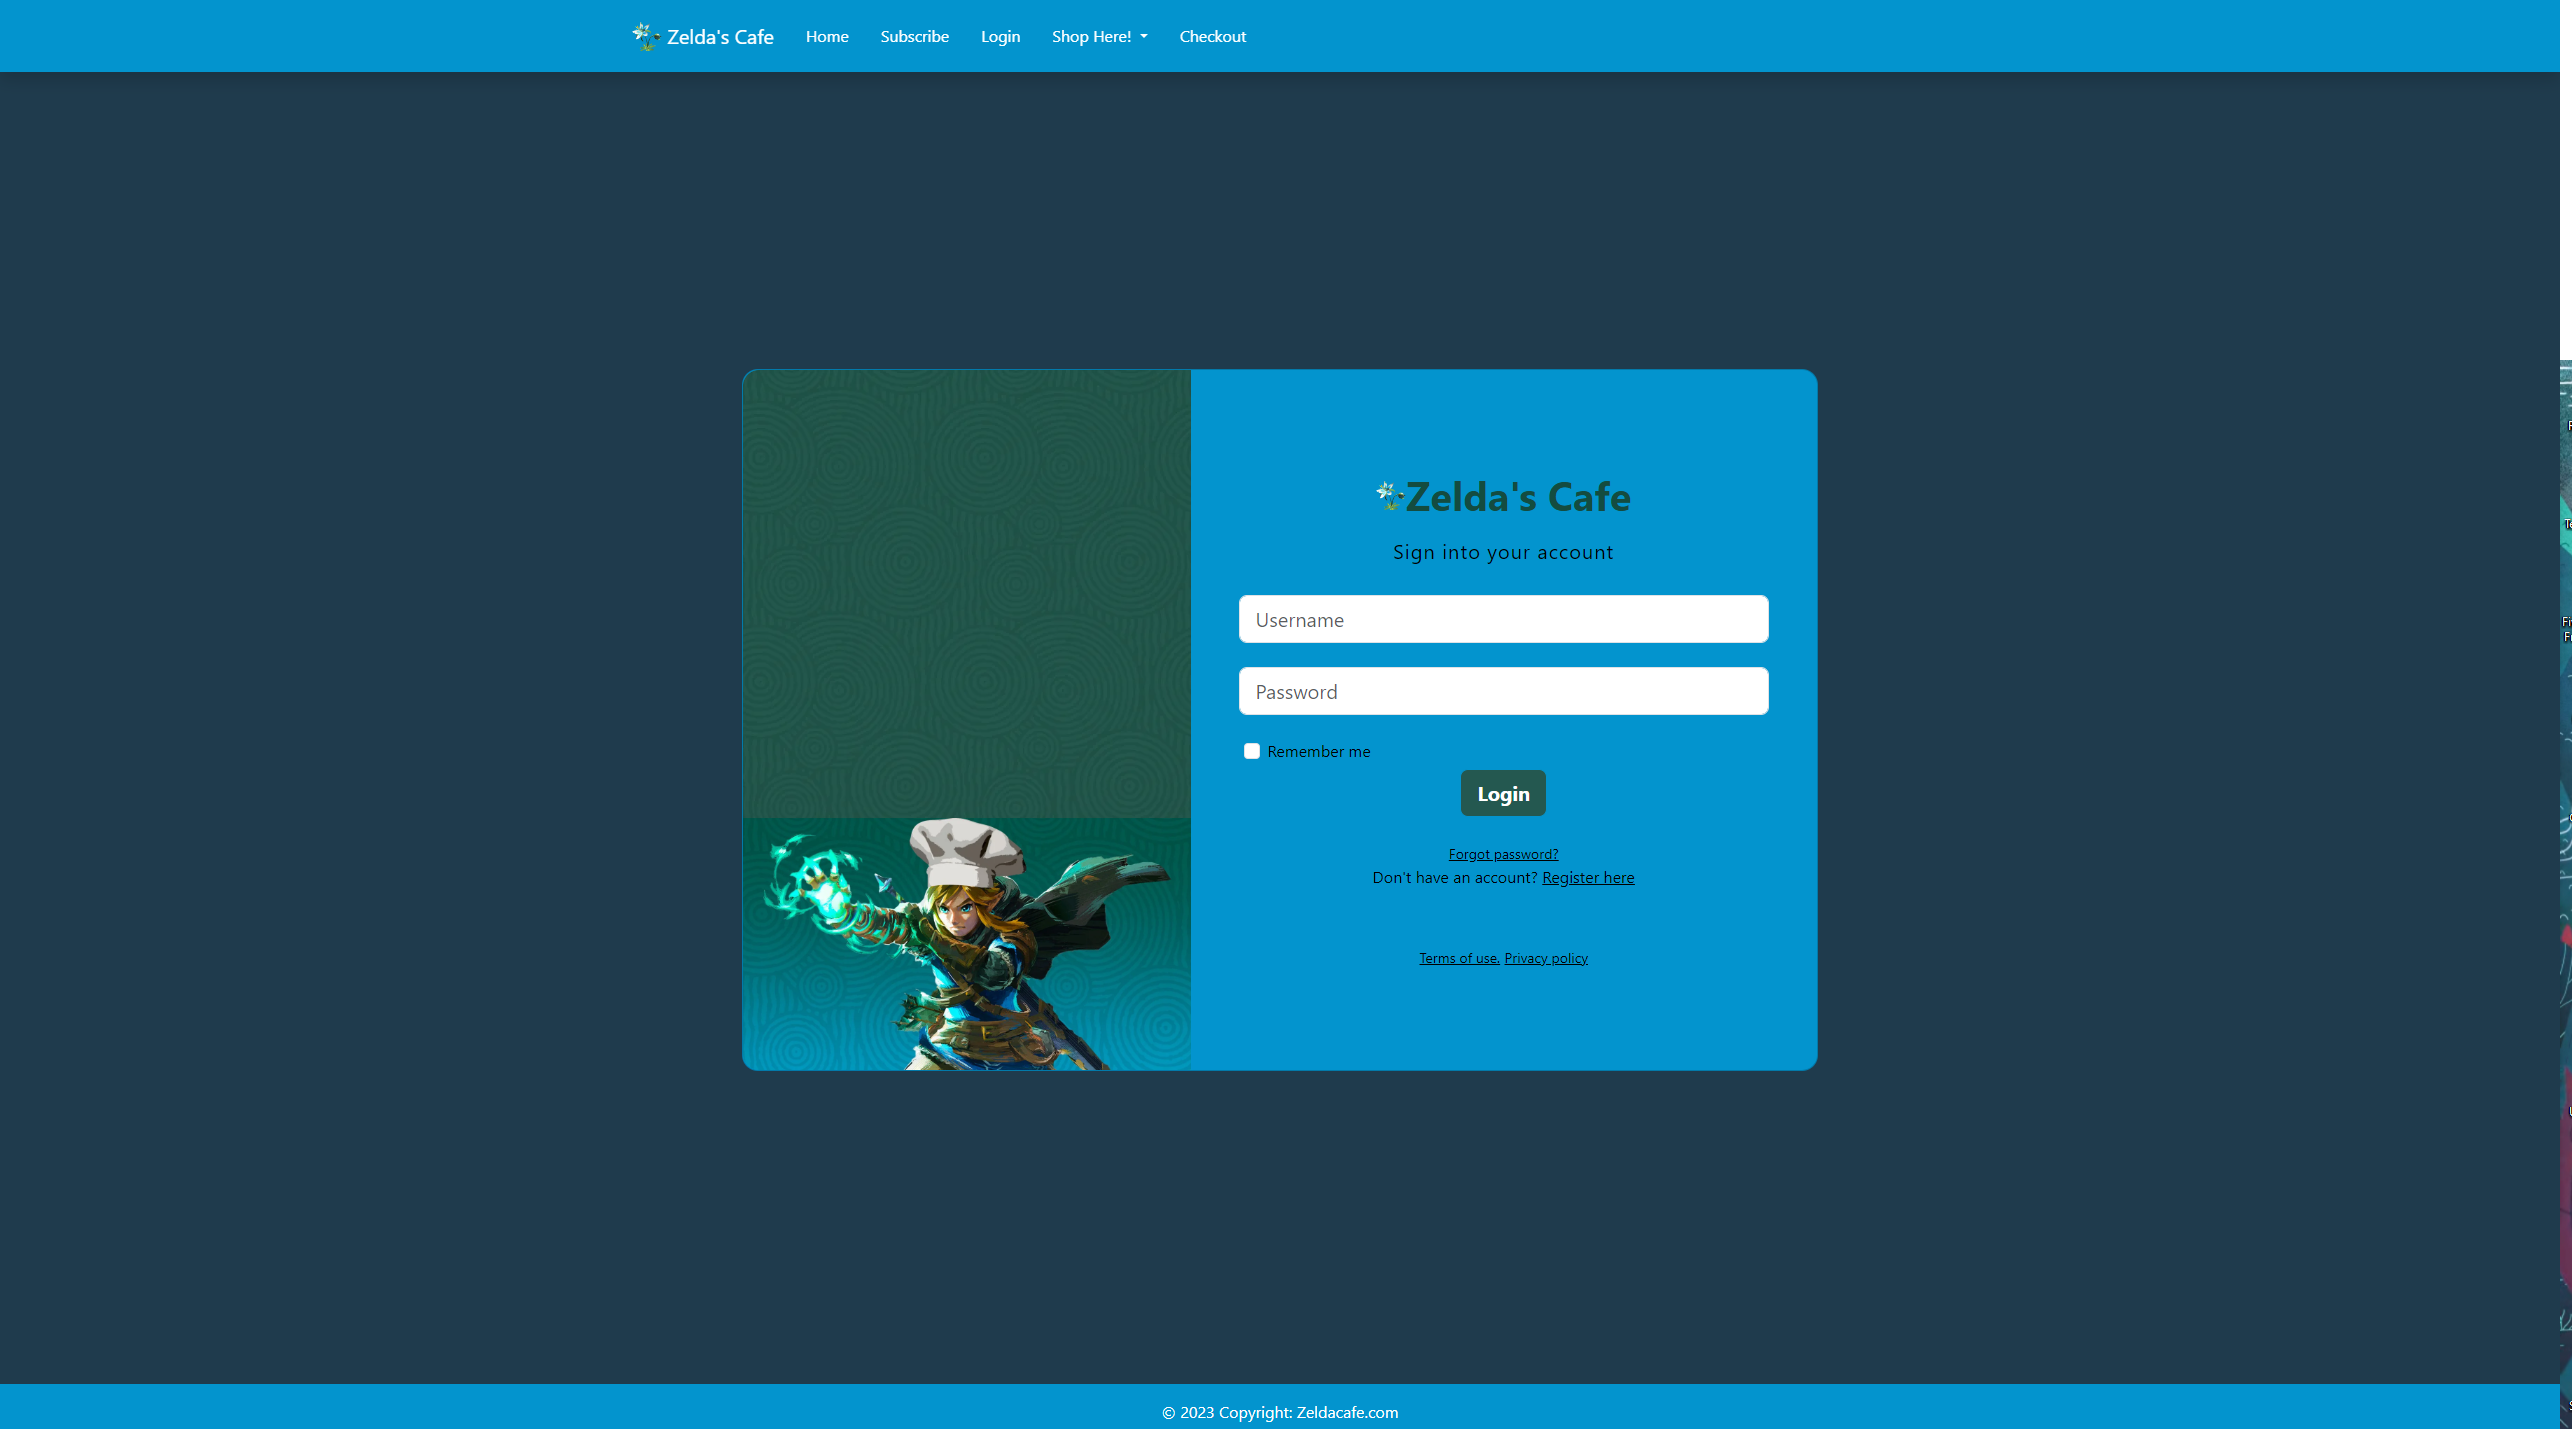 Zelda's Cafe Home Subscribe Login Shop Here! Checkout
Zelda's Cafe
Sign into your account
Username
Password
Remember me
Login
Forgot password?
Don't have an account? Register here
Terms of use. Privacy policy
© 2023 Copyright: Zeldacafe.com